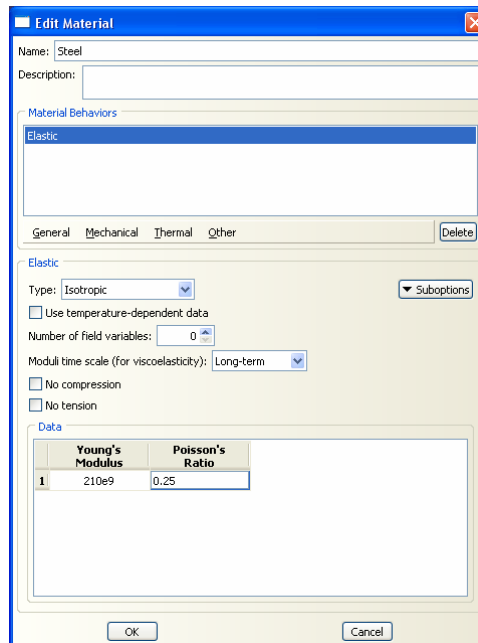 Edit Material
Name: Steel
Description:
Material Behaviors
Elastic
General Mechanical Thermal Other Delete
Elastic
Type: Isotropic Suboptions
Use temperature-dependent data
Number of field variables: 0
Moduli time scale (for viscoelasticity): Long-term
No compression
No tension
Data
Young's Poisson's
Modulus Ratio
1 210e9 0.25
OK Cancel